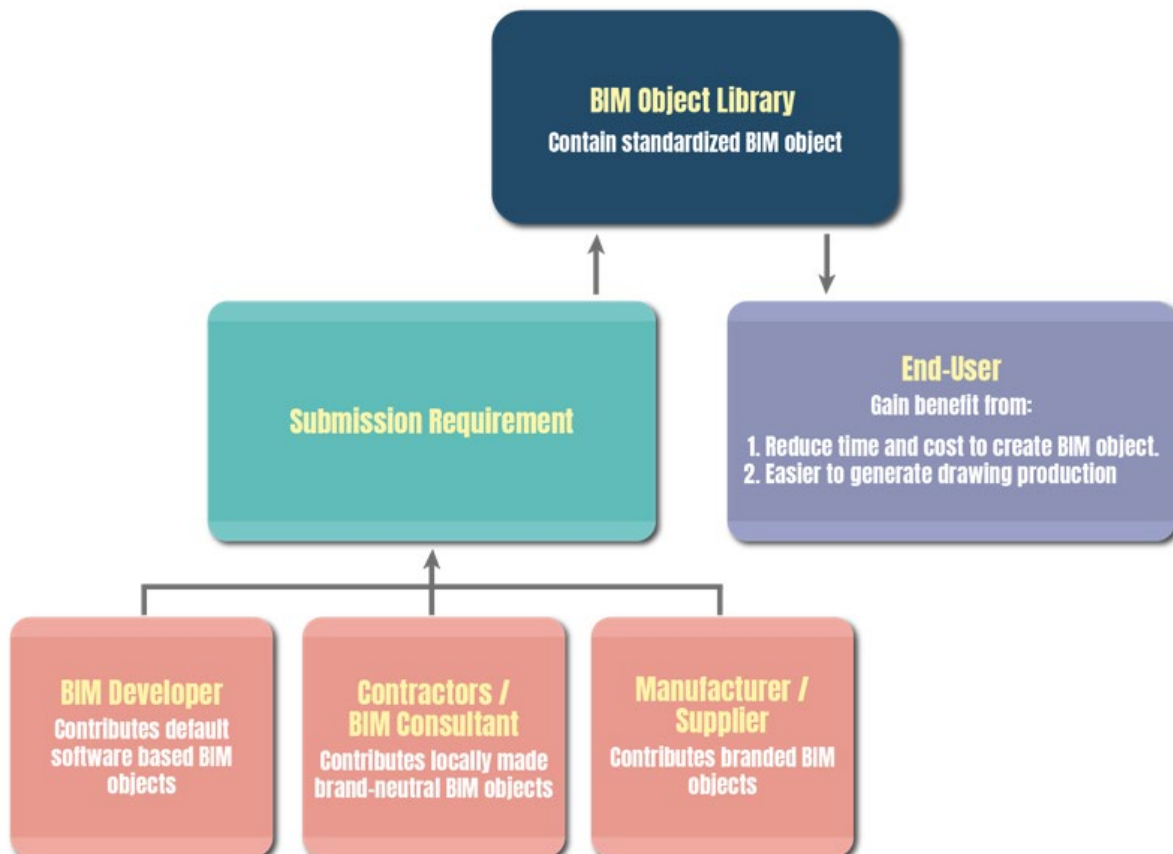 BIM Object Library
Contain standardized BIM object
Submission Requirement
End-User
Gain benefit from:
1. Reduce time and cost to create BIM object.
2. Easier to generate drawing production
BIM Developer
Contributes default
software based BIM
objects
Contractors /
BIM Consultant
Contributes locally made
brand-neutral BIM objects
Manufacturer /
Supplier
Contributes branded BIM
objects